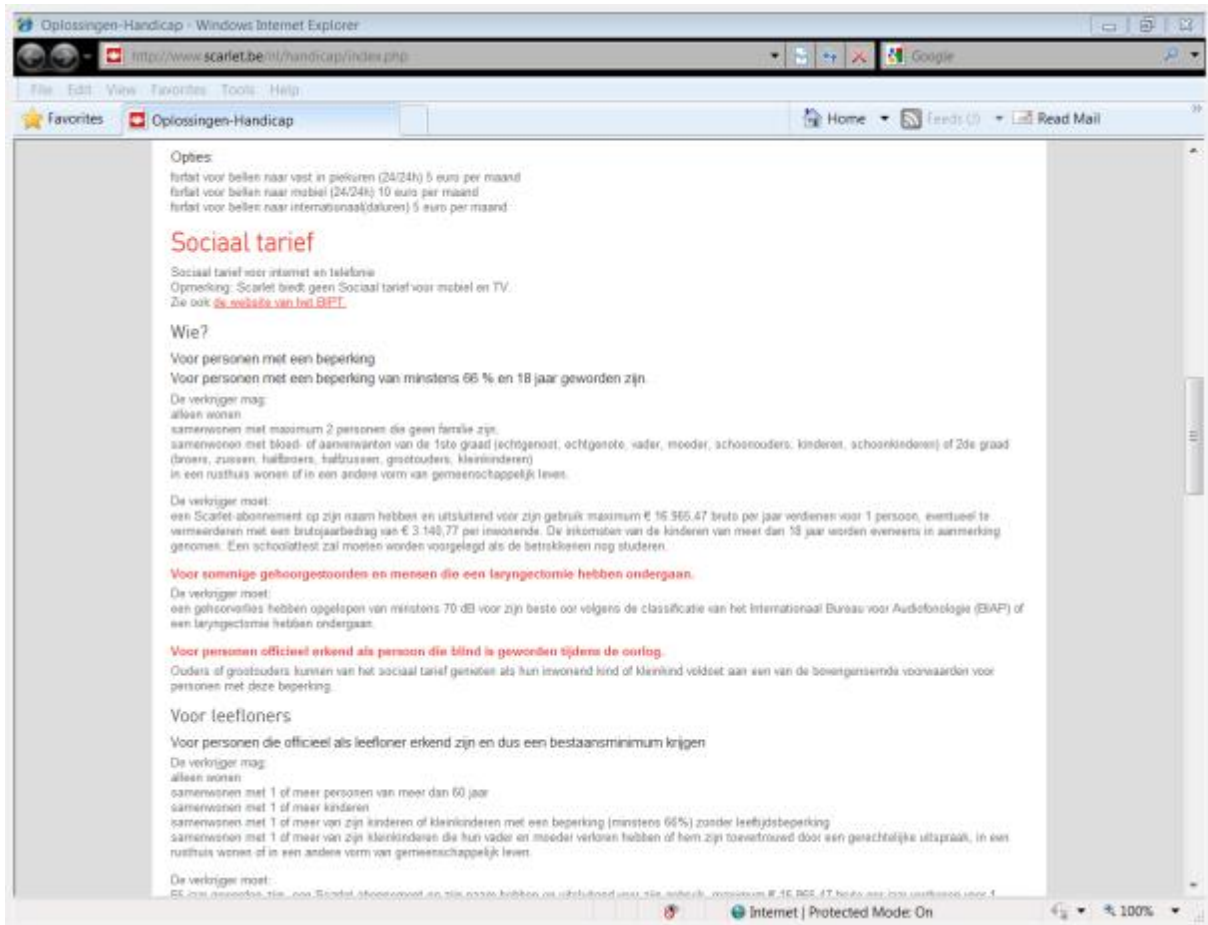 Oplossingen-Handicap - Windows Internet Explorer
http://www.scarlet.be/nl/handicap/index.php
Google
File Edit View Favorites Tools Help
Favorites Oplossingen-Handicap Home Feeds (J) Read Mail
Opties:
forfait voor bellen naar vast in piekuren (24/24h) 5 euro per maand
forfait voor bellen naar mobiel (24/24h) 10 euro per maand
forfait voor bellen naar internationaal(daluren) 5 euro per maand
Sociaal tarief
Sociaal tarief voor internet en telefonie
Opmerking: Scarlet biedt geen Sociaal tarief voor mobiel en TV.
Zie ook de website van het BIPT.
Wie?
Voor personen met een beperking
Voor personen met een beperking van minstens 66 % en 18 jaar geworden zijn.
De verkrijger mag:
alleen wonen
samenwonen met maximum 2 personen die geen familie zijn,
samenwonen met bloed- of aanverwanten van de 1ste graad (echtgenoot, echtgenote, vader, moeder, schoonouders, kinderen, schoonkinderen) of 2de graad
(broers, zussen, halfbroers, halfzussen, grootouders, kleinkinderen)
in een rusthuis wonen of in een andere vorm van gemeenschappelijk leven.
De verkrijger moet:
een Scarlet-abonnement op zijn naam hebben en uitsluitend voor zijn gebruik maximum € 16.965,47 bruto per jaar verdienen voor 1 persoon, eventueel te
vermeerderen met een brutojaarbedrag van € 3.140,77 per inwonende. De inkomsten van de kinderen van meer dan 18 jaar worden eveneens in aanmerking
genomen. Een schoolattest zal moeten worden voorgelegd als de betrokkenen nog studeren.
Voor sommige gehoorgestoorden en mensen die een laryngectomie hebben ondergaan.
De verkrijger moet:
een gehoorverlies hebben opgelopen van minstens 70 dB voor zijn beste oor volgens de classificatie van het Internationaal Bureau voor Audiofonologie (BIAP) of
een laryngectomie hebben ondergaan.
Voor personen officieel erkend als persoon die blind is geworden tijdens de oorlog.
Ouders of grootouders kunnen van het sociaal tarief genieten als hun inwonend kind of kleinkind voldoet aan een van de bovengenoemde voorwaarden voor
personen met deze beperking.
Voor leefloners
Voor personen die officieel als leefloner erkend zijn en dus een bestaansminimum krijgen
De verkrijger mag:
alleen wonen
samenwonen met 1 of meer personen van meer dan 60 jaar
samenwonen met 1 of meer kinderen
samenwonen met 1 of meer van zijn kinderen of kleinkinderen met een beperking (minstens 66%) zonder leeftijdsbeperking
samenwonen met 1 of meer van zijn kleinkinderen die hun vader en moeder verloren hebben of hem zijn toevertrouwd door een gerechtelijke uitspraak, in een
rusthuis wonen of in een andere vorm van gemeenschappelijk leven.
De verkrijger moet:
Internet | Protected Mode: On 100%